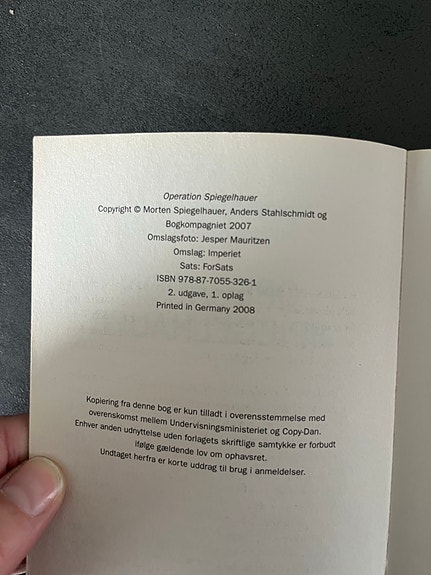 Operation Spiegelhauer
Copyright © Morten Spiegelhauer, Anders Stahlschmidt og
Bogkompagniet 2007
Omslagsfoto: Jesper Mauritzen
Omslag: Imperiet
Sats: ForSats
ISBN 978-87-7055-326-1
2. udgave, 1. oplag
Printed in Germany 2008
Kopiering fra denne bog er kun tilladt i overensstemmelse med
overenskomst mellem Undervisningsministeriet og Copy-Dan.
Enhver anden udnyttelse uden forlagets skriftlige samtykke er forbudt
ifølge gældende lov om ophavsret.
Undtaget herfra er korte uddrag til brug i anmeldelser.